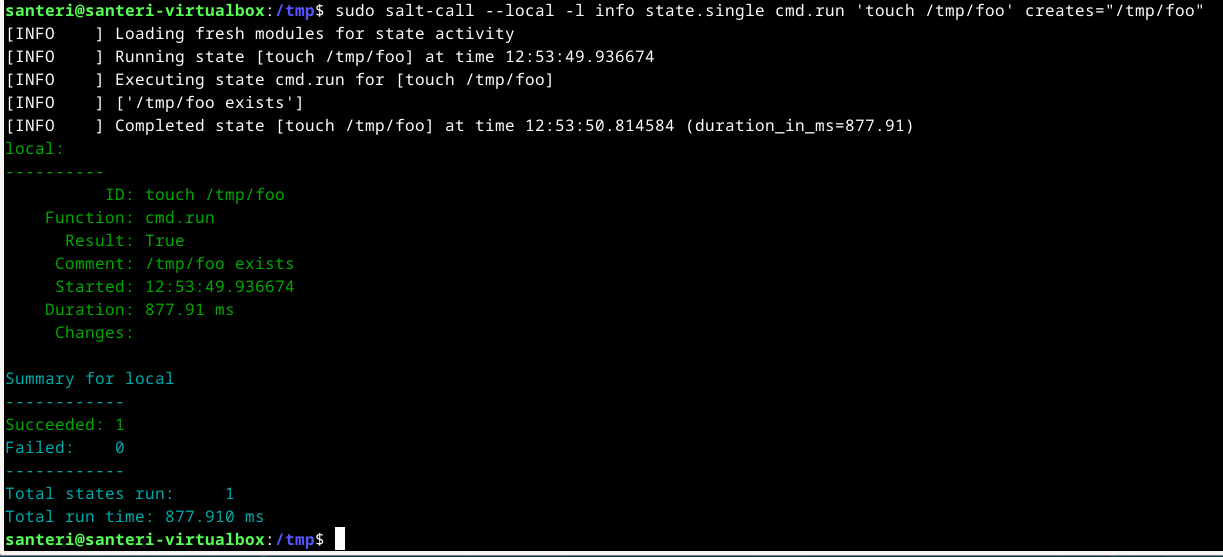 santeri@santeri-virtualbox:/tmp$ sudo salt-call --local -l info state.single cmd.run 'touch /tmp/foo' creates="/tmp/foo"
[INFO    ] Loading fresh modules for state activity
[INFO    ] Running state [touch /tmp/foo] at time 12:53:49.936674
[INFO    ] Executing state cmd.run for [touch /tmp/foo]
[INFO    ] ['/tmp/foo exists']
[INFO    ] Completed state [touch /tmp/foo] at time 12:53:50.814584 (duration_in_ms=877.91)
local:
----------
          ID: touch /tmp/foo
    Function: cmd.run
      Result: True
     Comment: /tmp/foo exists
     Started: 12:53:49.936674
    Duration: 877.91 ms
     Changes:

Summary for local
------------
Succeeded: 1
Failed:    0
------------
Total states run:     1
Total run time: 877.910 ms
santeri@santeri-virtualbox:/tmp$